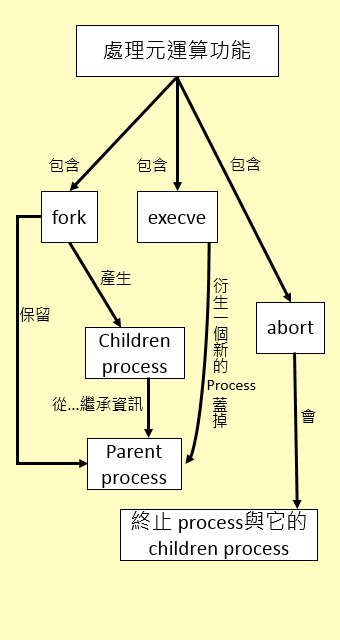 處理元運算功能
包含
包含
包含
fork
execve
產生
保留
衍生一個新的
Process
蓋掉
abort
Children
process
從...繼承資訊
會
Parent
process
終止 process與它的
children process